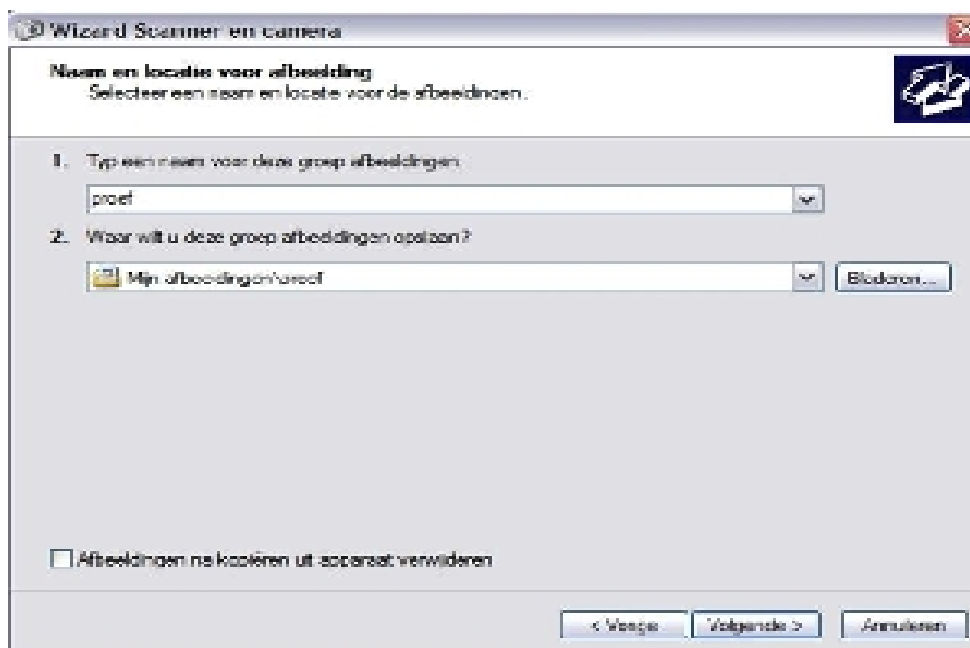 Wizard Scanner en camera
Naam en locatie voor afbeelding
Selecteer een naam en locatie voor de afbeeldingen.
1. Typ een naam voor deze groep afbeeldingen
proef
2. Waar wilt u deze groep afbeeldingen opslaan?
Mijn afbeeldingen\proef
Bladeren...
Afbeeldingen na kopiëren uit apparaat verwijderen
< Vorige
Volgende >
Annuleren